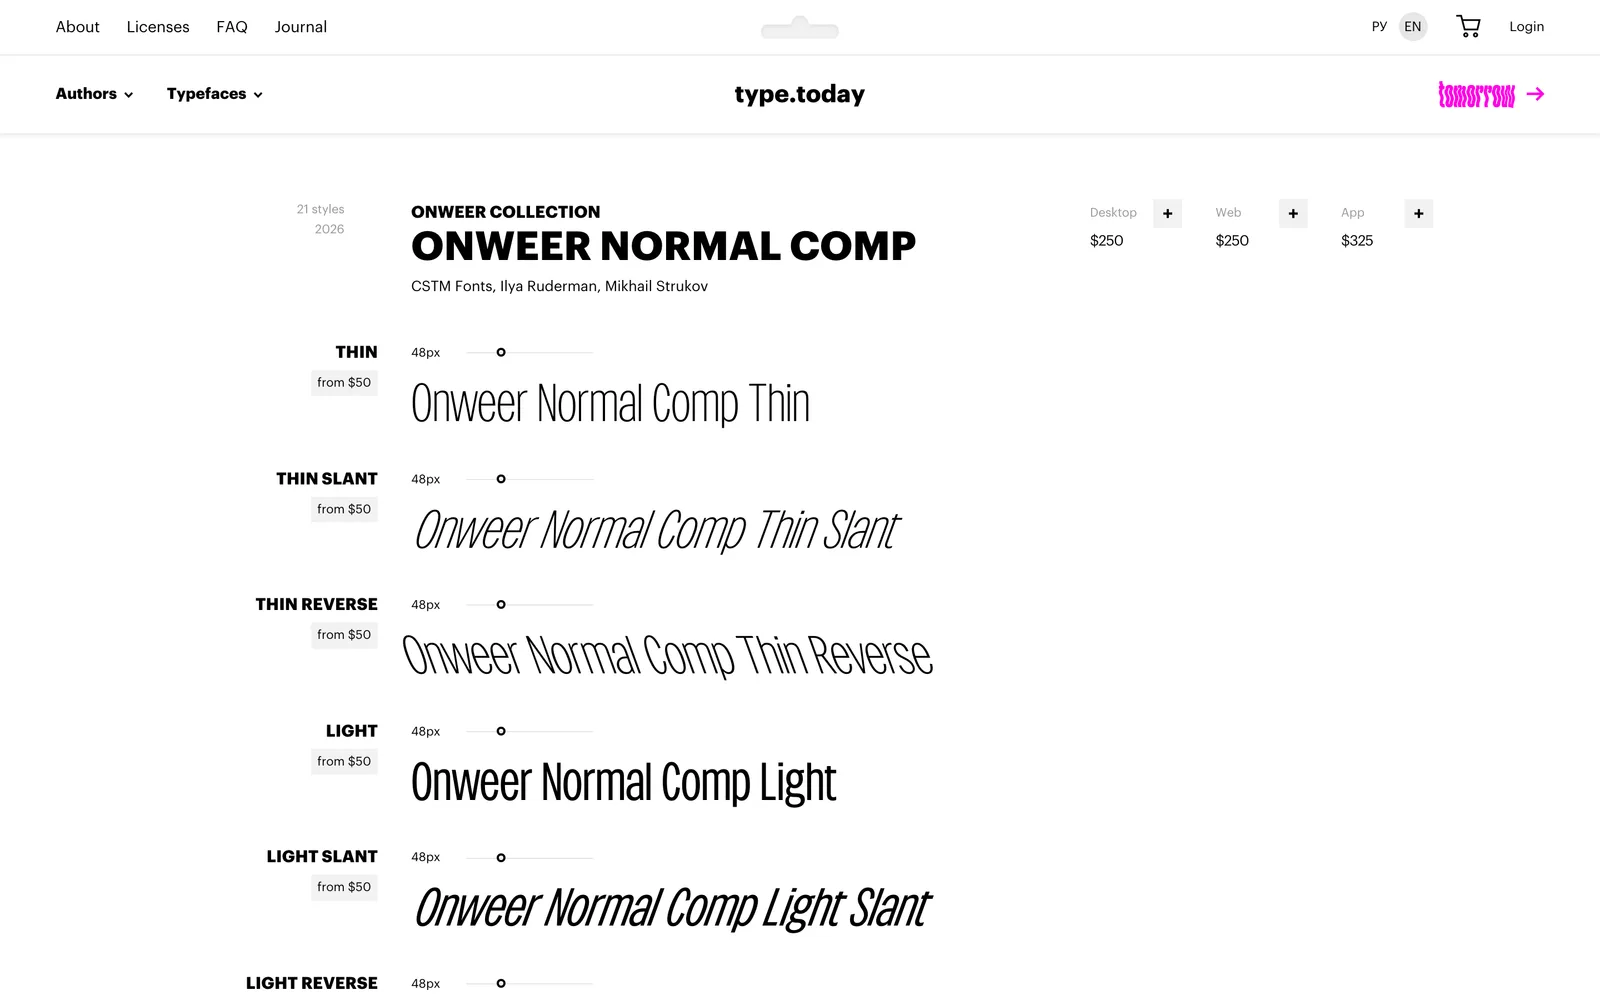 About Licenses FAQ Journal
РУ EN Login
Authors Typefaces
type.today
tomorrow
21 styles
2026
ONWEER COLLECTION
ONWEER NORMAL COMP
CSTM Fonts, Ilya Ruderman, Mikhail Strukov
Desktop + Web + App +
$250 $250 $325
THIN 48px
from $50
Onweer Normal Comp Thin
THIN SLANT 48px
from $50
Onweer Normal Comp Thin Slant
THIN REVERSE 48px
from $50
Onweer Normal Comp Thin Reverse
LIGHT 48px
from $50
Onweer Normal Comp Light
LIGHT SLANT 48px
from $50
Onweer Normal Comp Light Slant
LIGHT REVERSE 48px